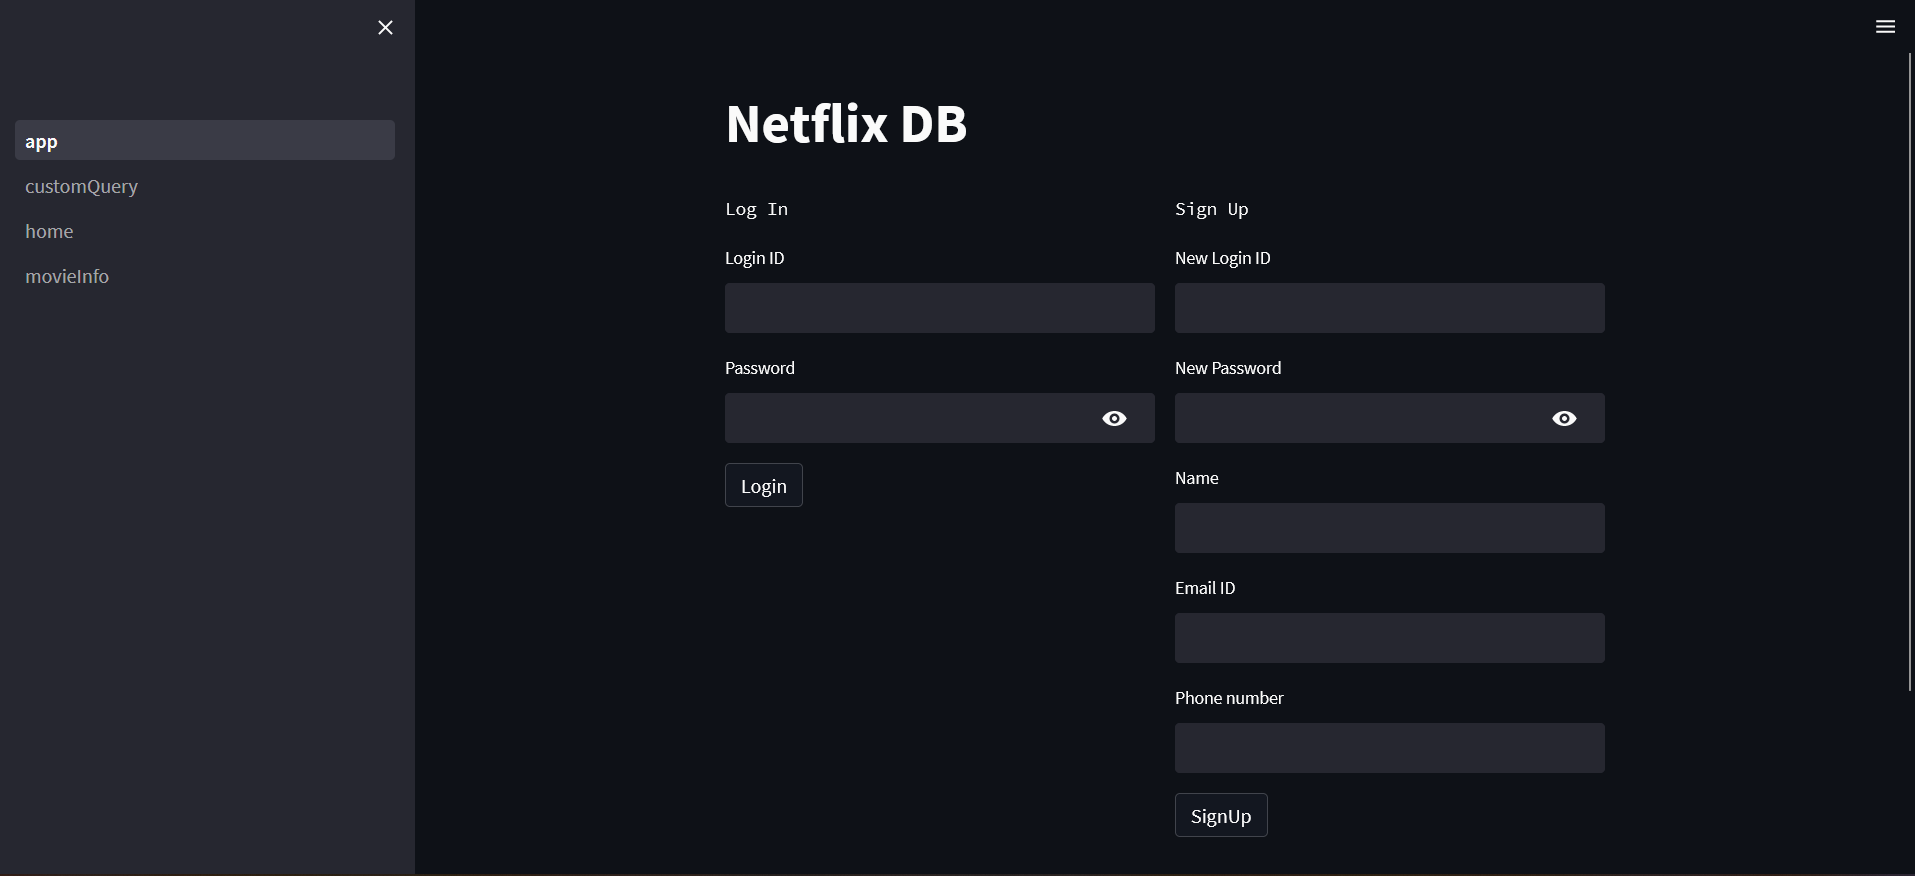 app
customQuery
home
movieInfo
Netflix DB
Log In
Login ID
Password
Login
Sign Up
New Login ID
New Password
Name
Email ID
Phone number
SignUp